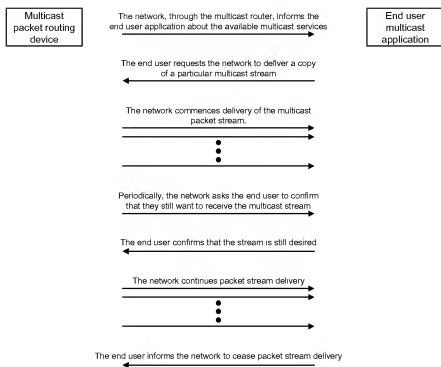 Multicast
packet routing
device
The network, through the multicast router, informs the
end user application about the available multicast services
End user
multicast
application
The end user requests the network to deliver a copy
of a particular multicast stream
The network commences delivery of the multicast
packet stream.
Periodically, the network asks the end user to confirm
that they still want to receive the multicast stream
The end user confirms that the stream is still desired
The network continues packet stream delivery
The end user informs the network to cease packet stream delivery